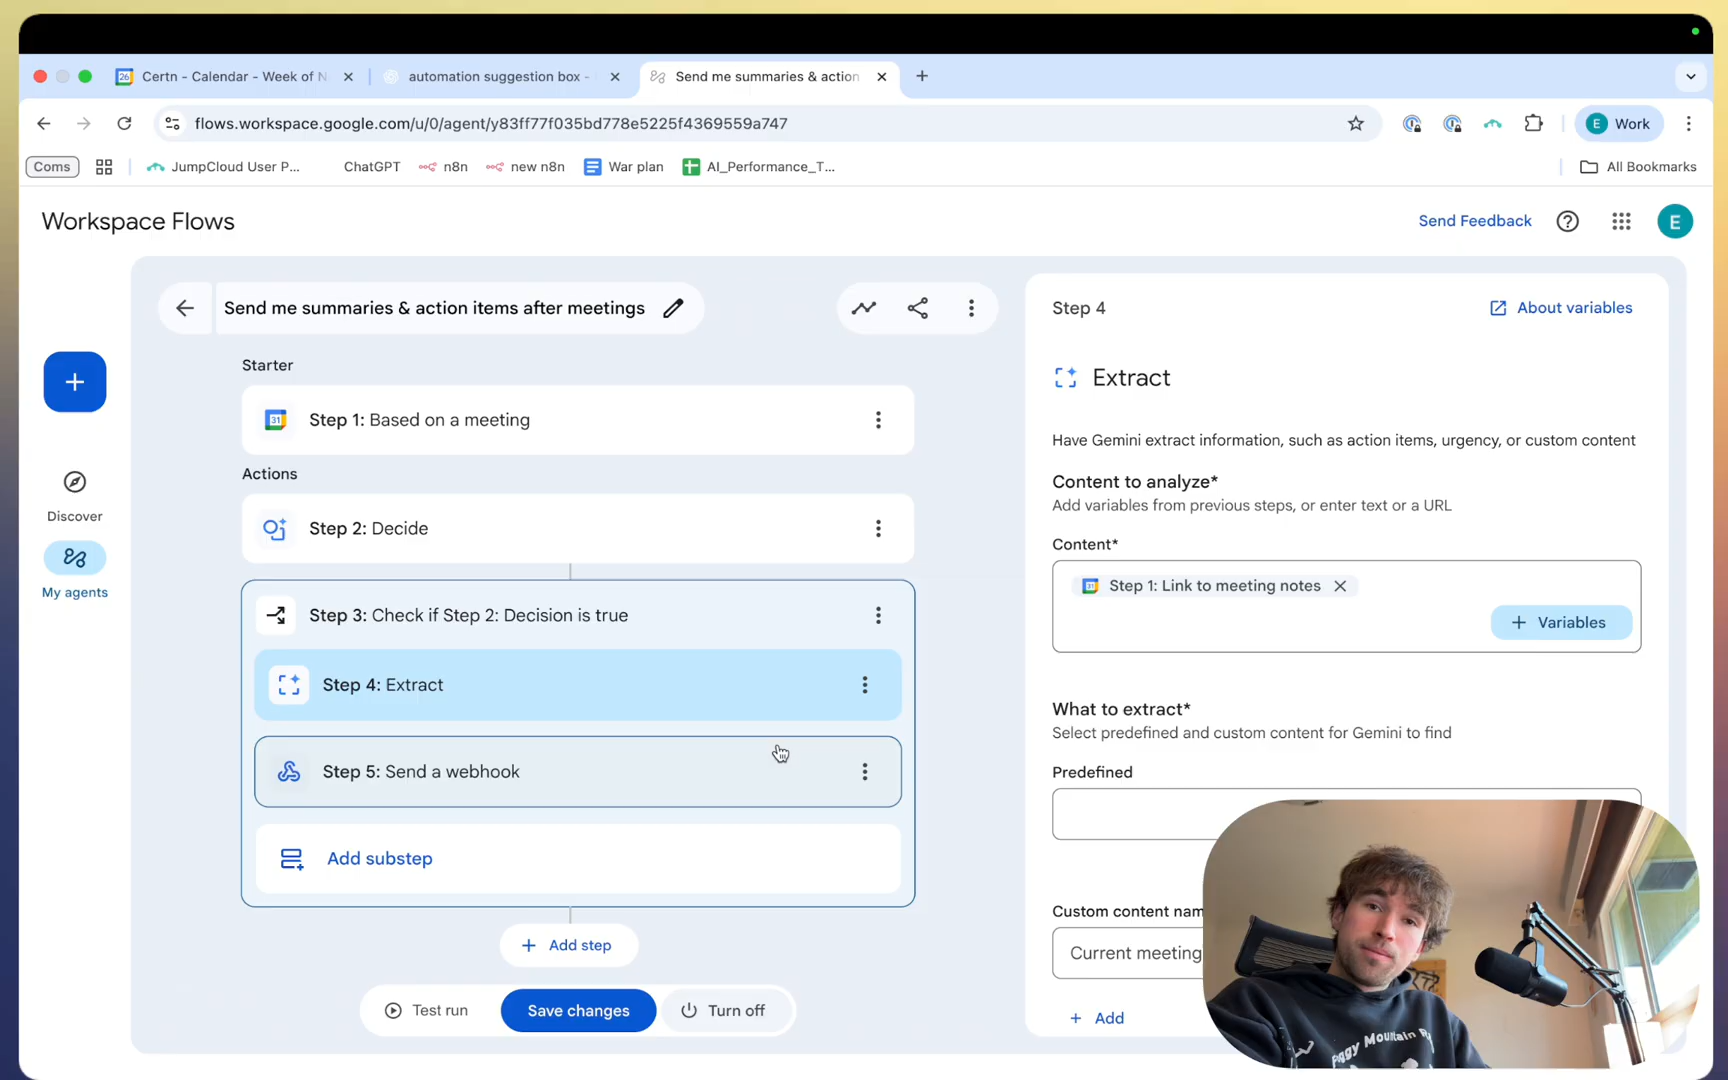 Certn - Calendar - Week of N
automation suggestion box -
Send me summaries & action
flows.workspace.google.com/u/0/agent/y83ff77f035bd778e5225f4369559a747
E Work
Coms
JumpCloud User P...
ChatGPT
n8n
new n8n
War plan
AI_Performance_T...
All Bookmarks
Workspace Flows
Send Feedback
E
Send me summaries & action items after meetings
Starter
31
Step 1: Based on a meeting
Actions
Step 2: Decide
Step 3: Check if Step 2: Decision is true
Step 4: Extract
Step 5: Send a webhook
Add substep
Add step
Test run
Save changes
Turn off
Discover
My agents
Step 4
About variables
Extract
Have Gemini extract information, such as action items, urgency, or custom content
Content to analyze*
Add variables from previous steps, or enter text or a URL
Content*
Step 1: Link to meeting notes
Variables
What to extract*
Select predefined and custom content for Gemini to find
Predefined
Custom content nam
Current meeting
Add